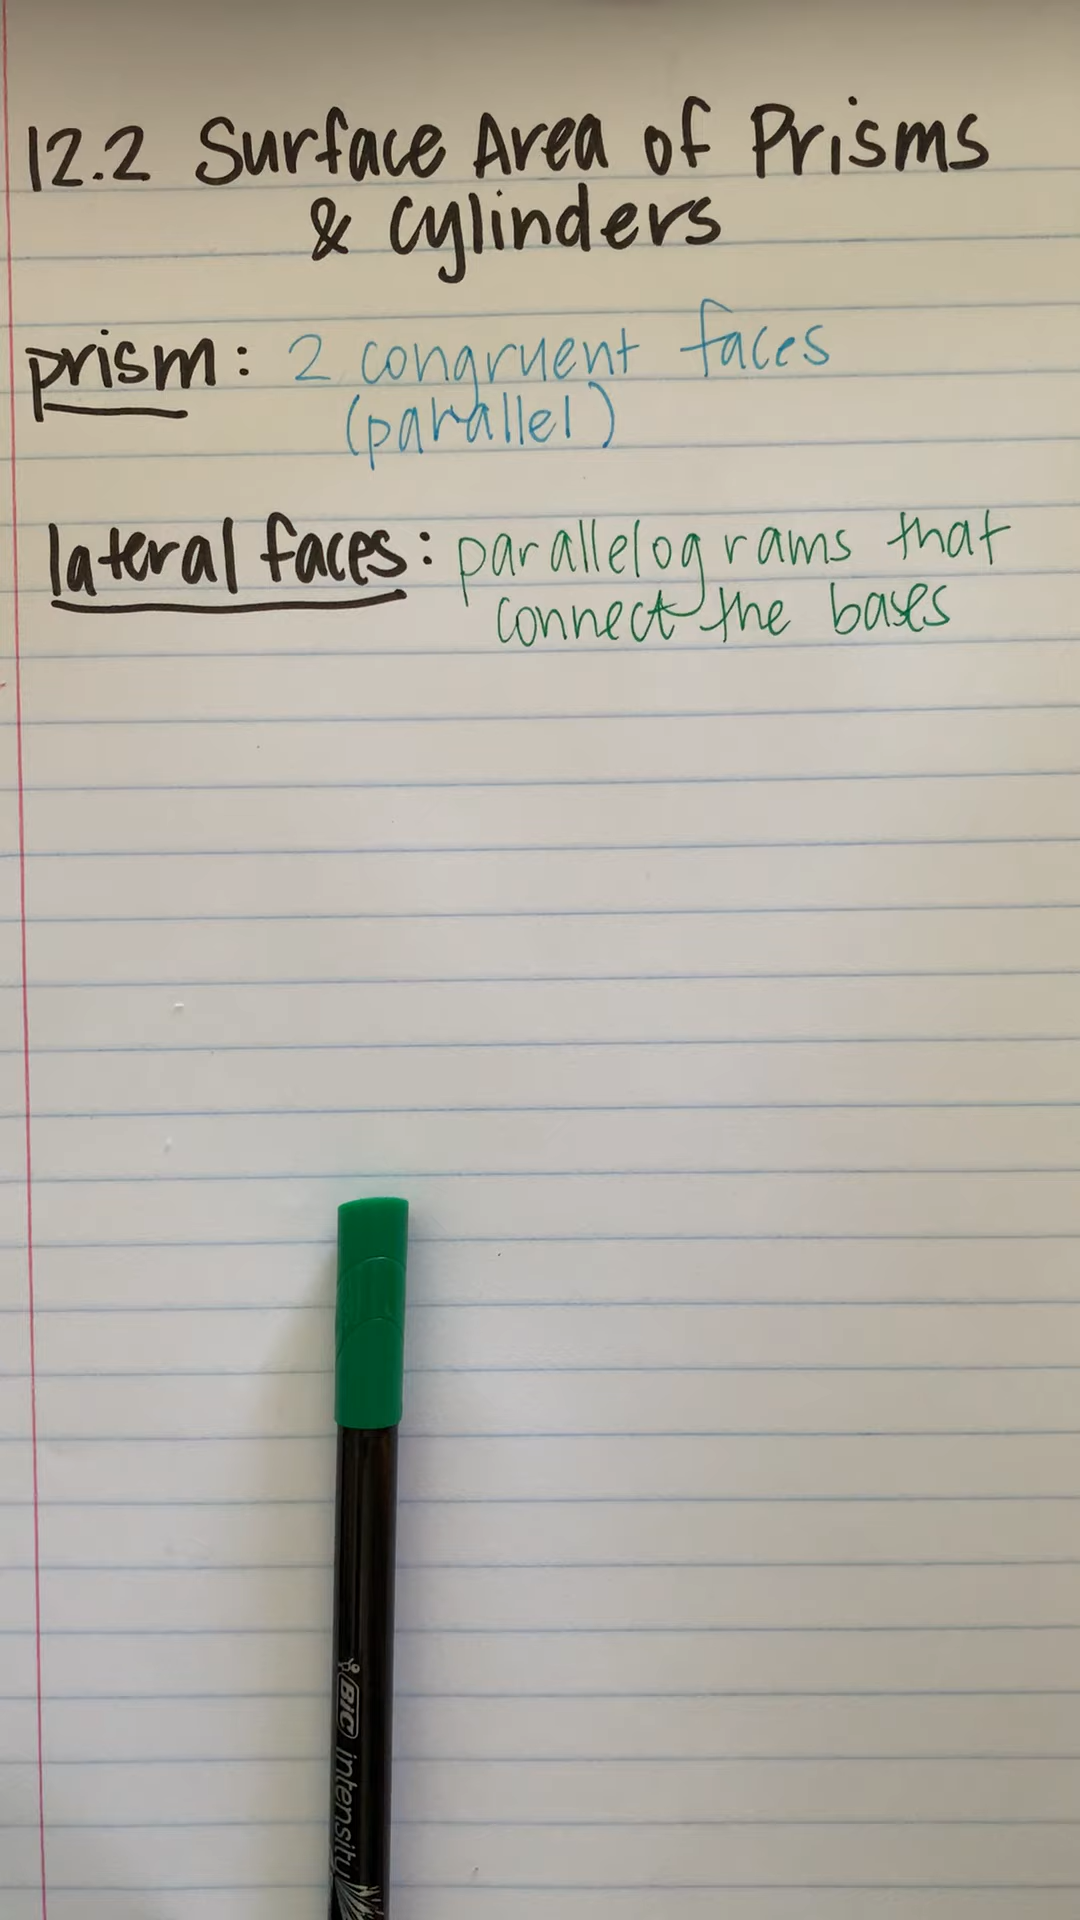 12.2 Surface Area of Prisms
& Cylinders
prism: 2 congruent faces
(parallel)
lateral faces: parallelograms that
connect the bases
BIC intensity